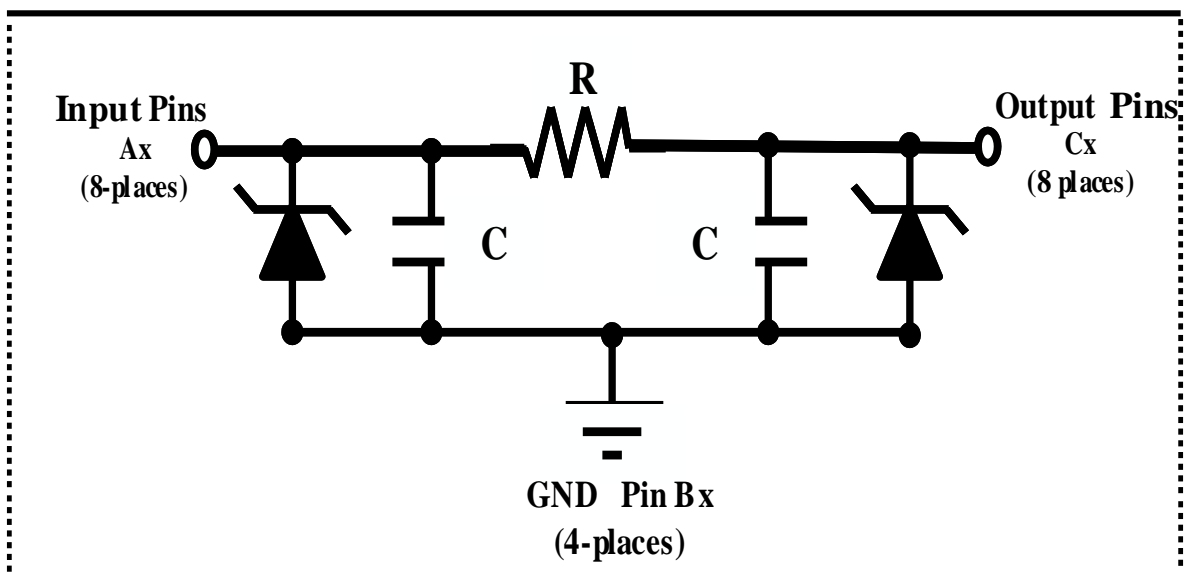 R
Input Pins
Ax
(8-places)
Output Pins
Cx
(8 places)
C
C
GND Pin Bx
(4-places)